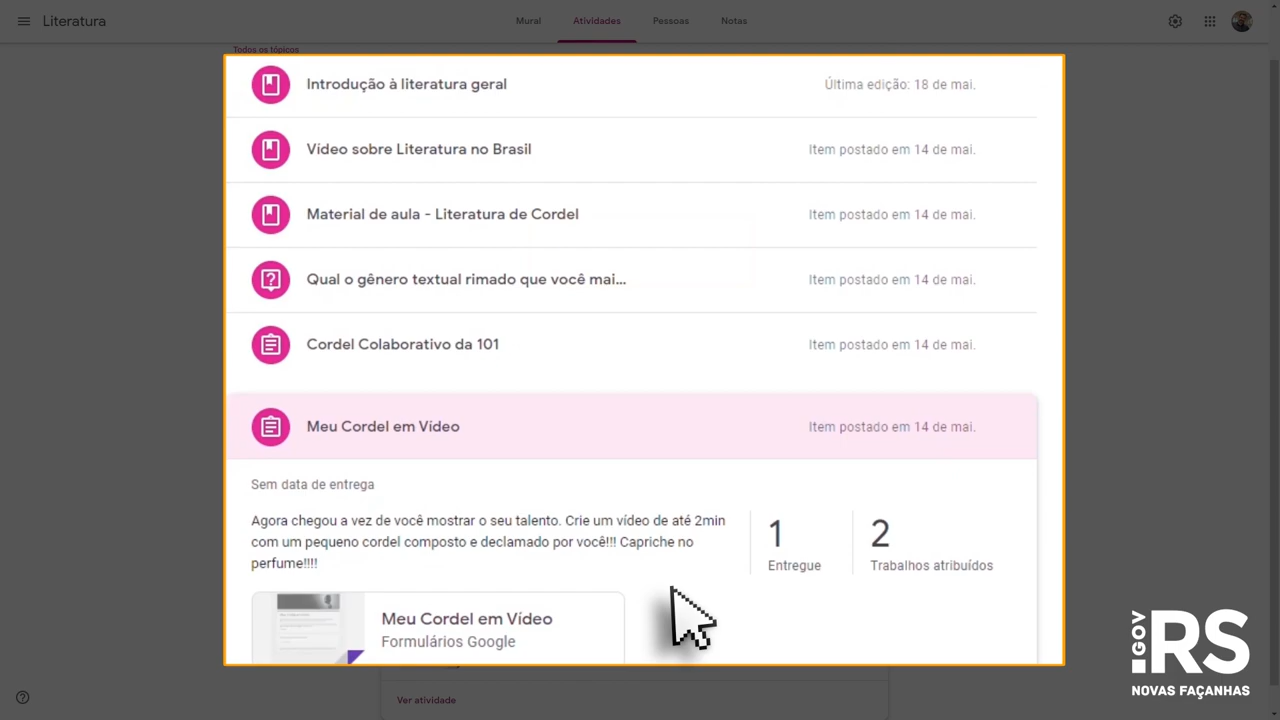 Literatura
Mural
Atividades
Pessoas
Notas
Todos os tópicos
Introdução à literatura geral
Última edição: 18 de mai.
Vídeo sobre Literatura no Brasil
Item postado em 14 de mai.
Material de aula - Literatura de Cordel
Item postado em 14 de mai.
Qual o gênero textual rimado que você mai...
Item postado em 14 de mai.
Cordel Colaborativo da 101
Item postado em 14 de mai.
Meu Cordel em Vídeo
Item postado em 14 de mai.
Sem data de entrega
Agora chegou a vez de você mostrar o seu talento. Crie um vídeo de até 2min
com um pequeno cordel composto e declamado por você!!! Capriche no
perfume!!!!
1
Entregue
2
Trabalhos atribuídos
Meu Cordel em Vídeo
Formulários Google
Ver atividade
GOV
.RS
NOVAS FAÇANHAS